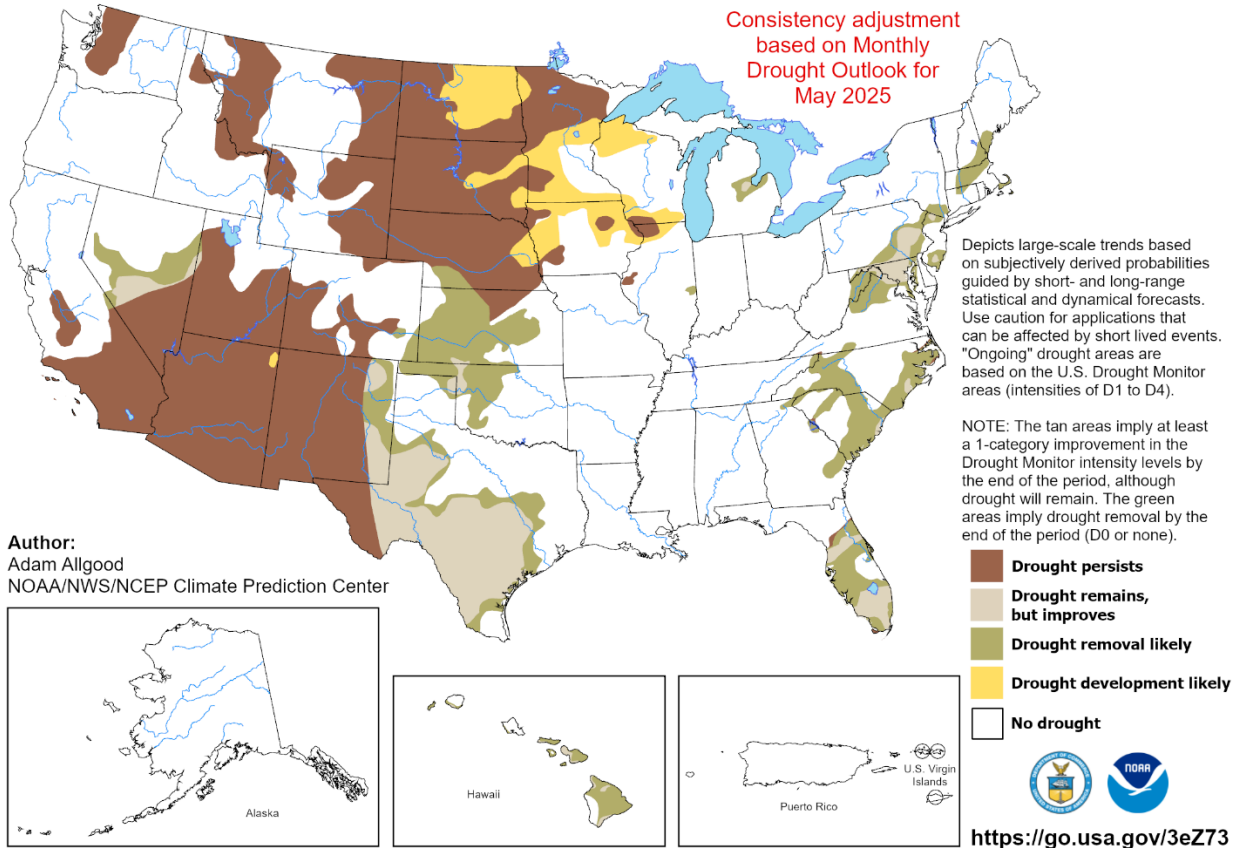 Consistency adjustment
based on Monthly
Drought Outlook for
May 2025
Depicts large-scale trends based
on subjectively derived probabilities
guided by short- and long-range
statistical and dynamical forecasts.
Use caution for applications that
can be affected by short lived events.
"Ongoing" drought areas are
based on the U.S. Drought Monitor
areas (intensities of D1 to D4).
NOTE: The tan areas imply at least
a 1-category improvement in the
Drought Monitor intensity levels by
the end of the period, although
drought will remain. The green
areas imply drought removal by the
end of the period (D0 or none).
Author:
Adam Allgood
NOAA/NWS/NCEP Climate Prediction Center
Drought persists
Drought remains,
but improves
Drought removal likely
Drought development likely
No drought
Alaska
Hawaii
Puerto Rico
U.S. Virgin
Islands
NOAA
https://go.usa.gov/3eZ73